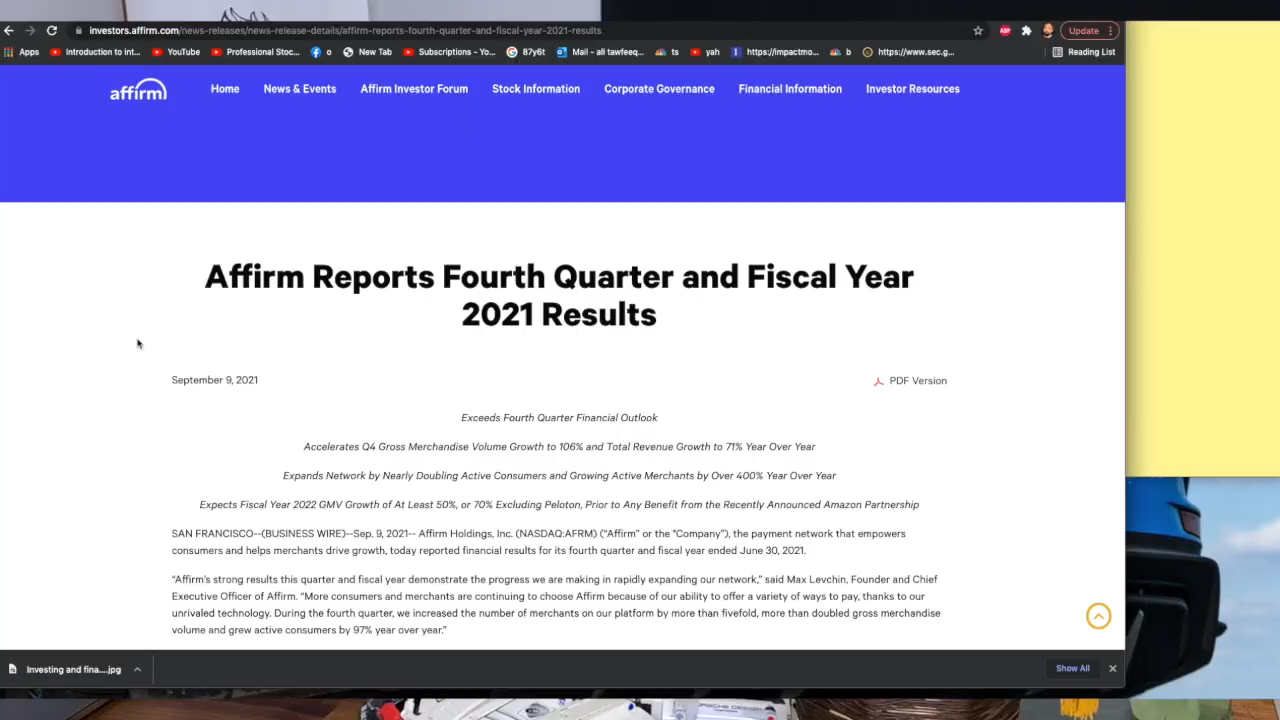 investors.affirm.com/news-releases/news-release-details/affirm-reports-fourth-quarter-and-fiscal-year-2021-results
Update
Apps Introduction to int... YouTube Professional Stoc... o New Tab Subscriptions - Yo... 87y6t Mail - ali tawfeeq... ts yah https://impactmo... b https://www.sec.g... Reading List
affirm Home News & Events Affirm Investor Forum Stock Information Corporate Governance Financial Information Investor Resources
Affirm Reports Fourth Quarter and Fiscal Year
2021 Results
September 9, 2021 PDF Version
Exceeds Fourth Quarter Financial Outlook
Accelerates Q4 Gross Merchandise Volume Growth to 106% and Total Revenue Growth to 71% Year Over Year
Expands Network by Nearly Doubling Active Consumers and Growing Active Merchants by Over 400% Year Over Year
Expects Fiscal Year 2022 GMV Growth of At Least 50%, or 70% Excluding Peloton, Prior to Any Benefit from the Recently Announced Amazon Partnership
SAN FRANCISCO--(BUSINESS WIRE)--Sep. 9, 2021-- Affirm Holdings, Inc. (NASDAQ:AFRM) (“Affirm” or the “Company”), the payment network that empowers
consumers and helps merchants drive growth, today reported financial results for its fourth quarter and fiscal year ended June 30, 2021.
“Affirm’s strong results this quarter and fiscal year demonstrate the progress we are making in rapidly expanding our network,” said Max Levchin, Founder and Chief
Executive Officer of Affirm. “More consumers and merchants are continuing to choose Affirm because of our ability to offer a variety of ways to pay, thanks to our
unrivaled technology. During the fourth quarter, we increased the number of merchants on our platform by more than fivefold, more than doubled gross merchandise
volume and grew active consumers by 97% year over year.”
Investing and fina....jpg Show All
PORSCHE DESIGN